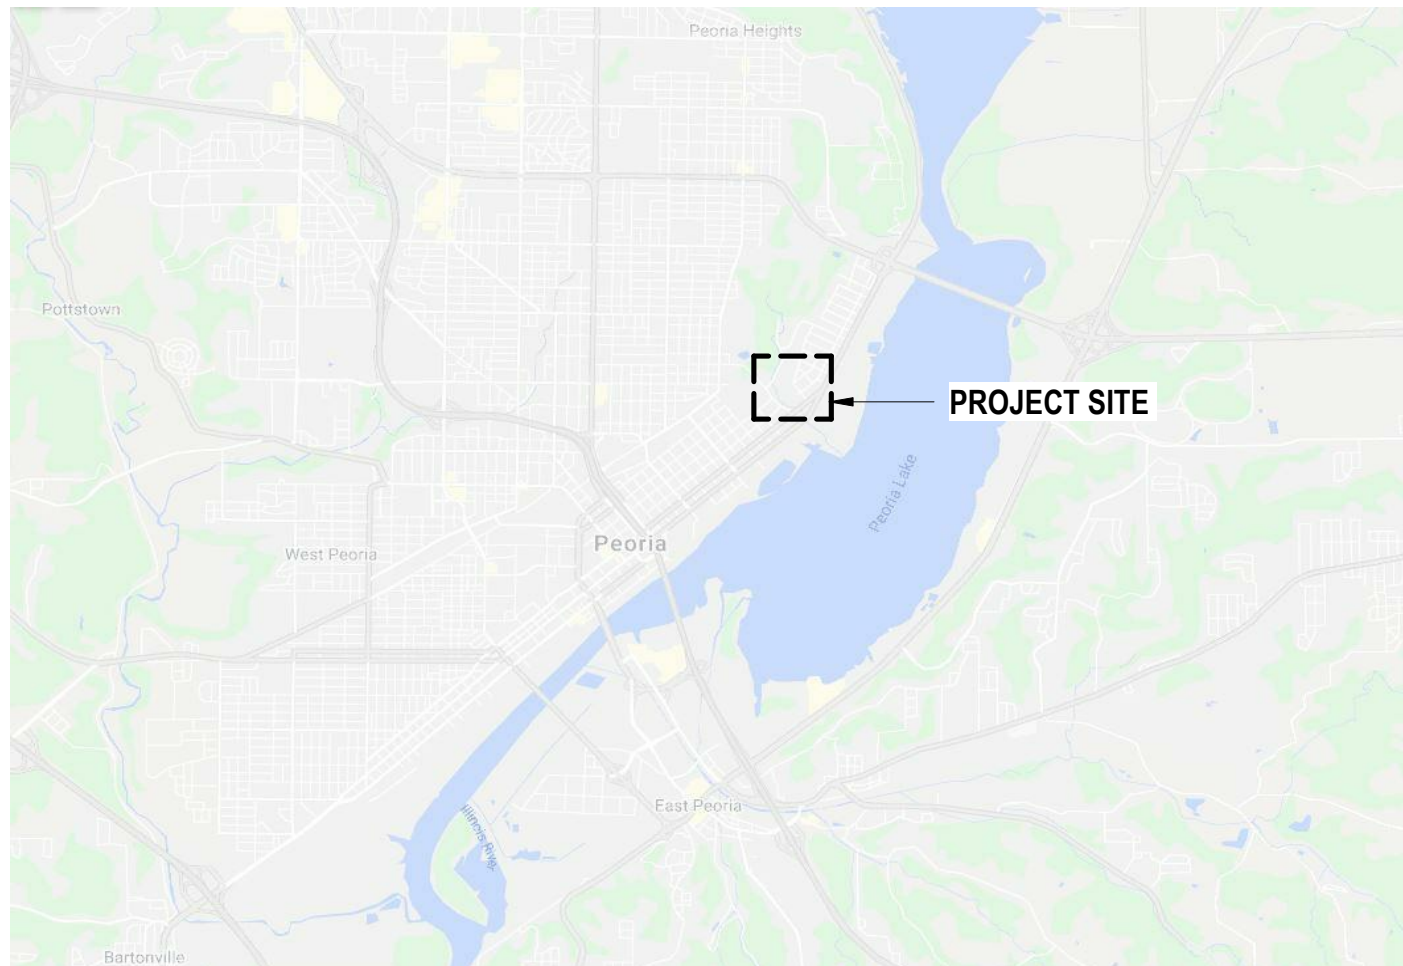 Peoria Heights
Pottstown
PROJECT SITE
Peoria Lake
Peoria
West Peoria
East Peoria
Illinois River
Bartonville